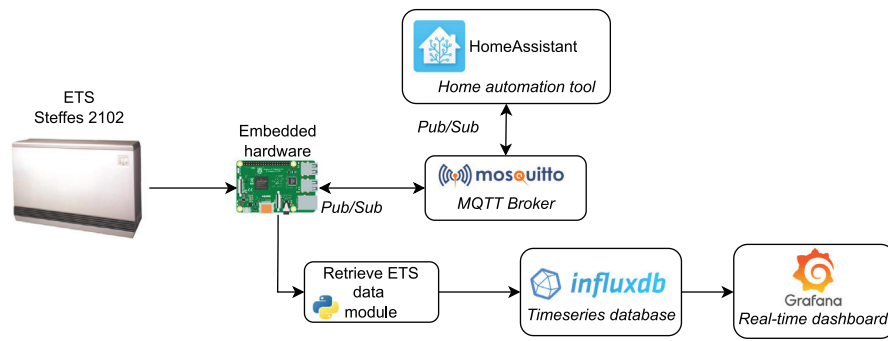 HomeAssistant
Home automation tool
ETS
Steffes 2102
Pub/Sub
Embedded
hardware
mosquitto
Pub/Sub
MQTT Broker
Retrieve ETS
data
module
influxdb
Timeseries database
Grafana
Real-time dashboard